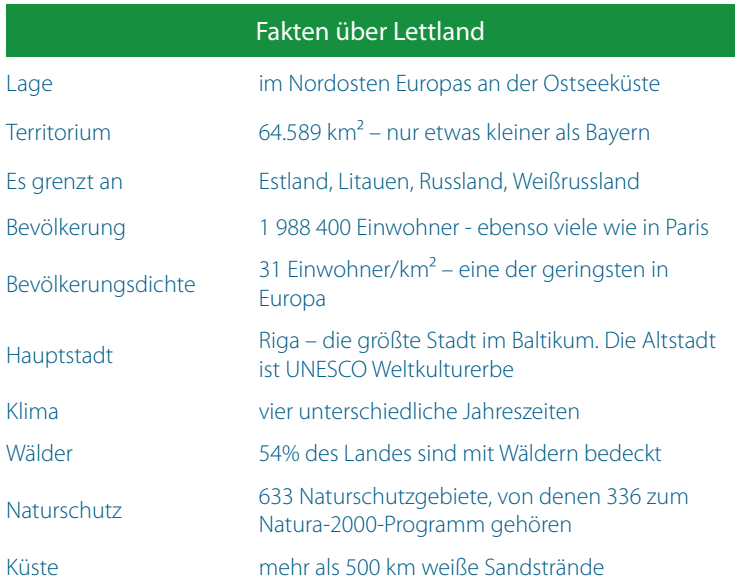 Fakten über Lettland
Lage im Nordosten Europas an der Ostseeküste
Territorium 64.589 km² – nur etwas kleiner als Bayern
Es grenzt an Estland, Litauen, Russland, Weißrussland
Bevölkerung 1 988 400 Einwohner - ebenso viele wie in Paris
Bevölkerungsdichte 31 Einwohner/km² – eine der geringsten in
Europa
Hauptstadt Riga – die größte Stadt im Baltikum. Die Altstadt
ist UNESCO Weltkulturerbe
Klima vier unterschiedliche Jahreszeiten
Wälder 54% des Landes sind mit Wäldern bedeckt
Naturschutz 633 Naturschutzgebiete, von denen 336 zum
Natura-2000-Programm gehören
Küste mehr als 500 km weiße Sandstrände